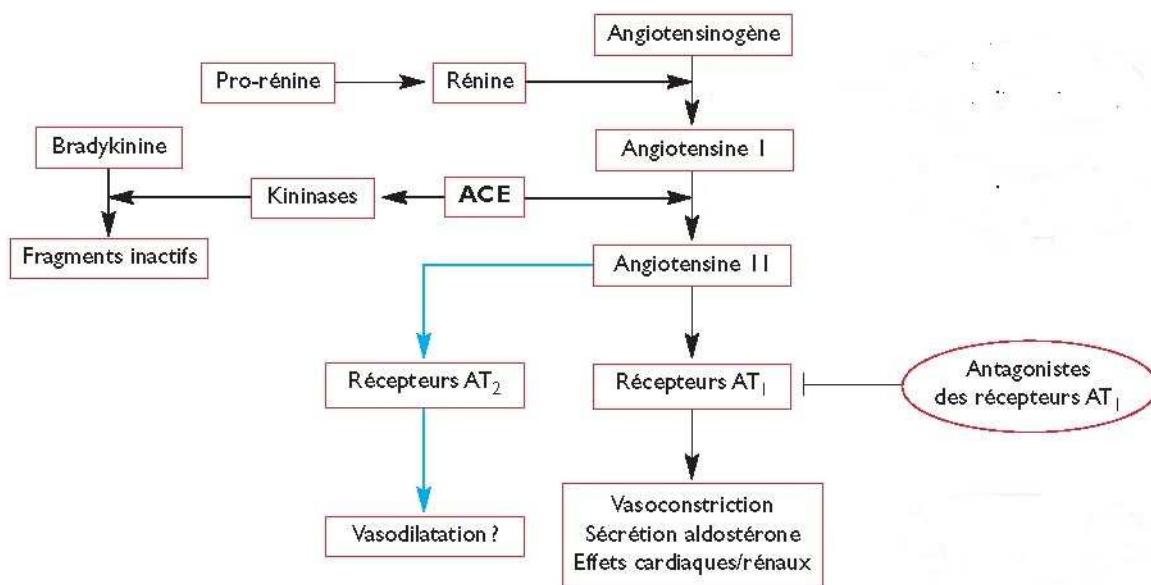 Angiotensinogène
Pro-rénine
Rénine
Bradykinine
Angiotensine I
Kininases
ACE
Fragments inactifs
Angiotensine II
Récepteurs AT2
Récepteurs AT1
Antagonistes
des récepteurs AT1
Vasodilatation ?
Vasoconstriction
Sécrétion aldostérone
Effets cardiaques/rénaux